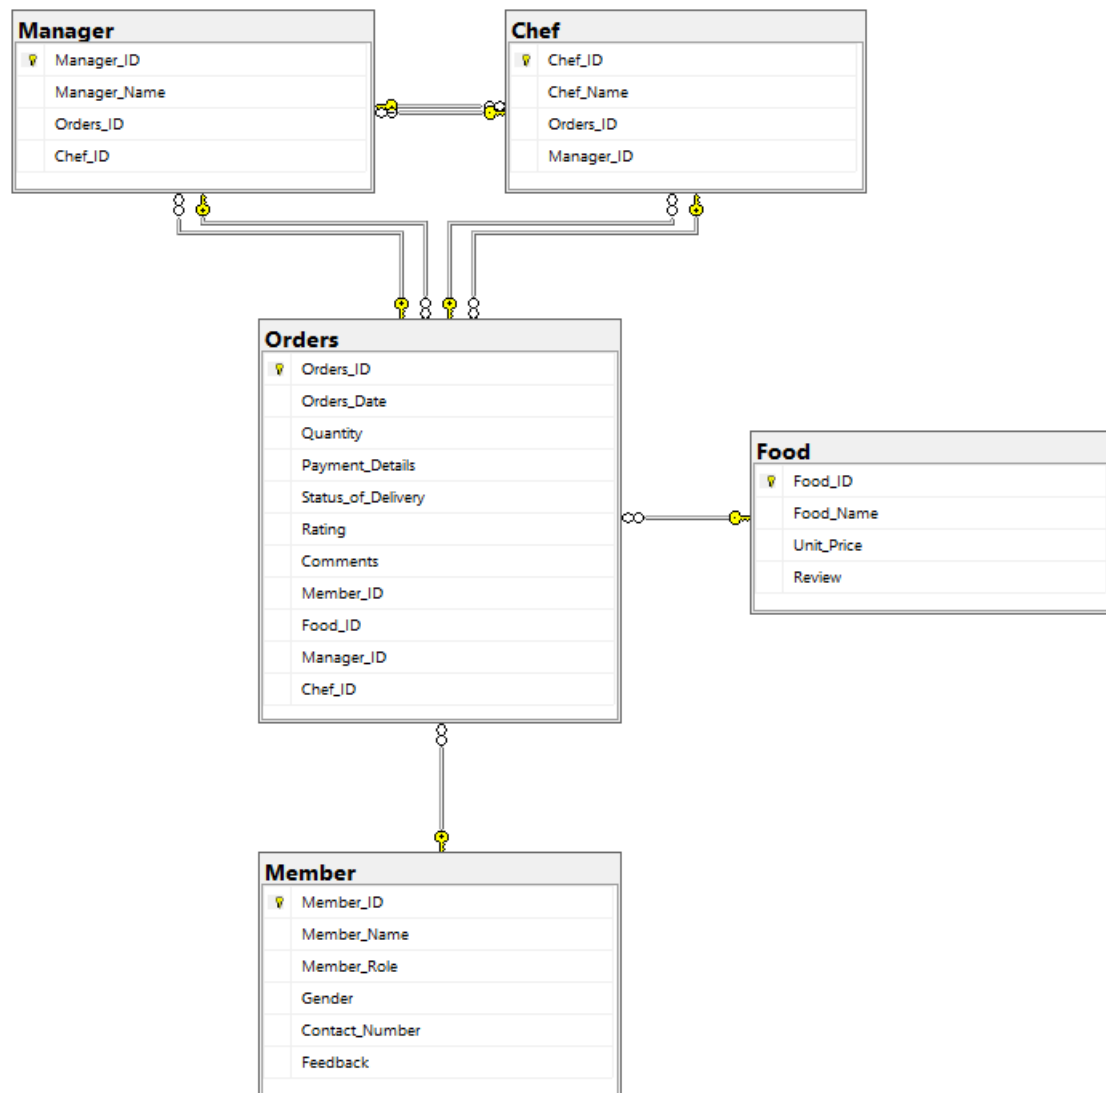 Manager
Manager_ID
Manager_Name
Orders_ID
Chef_ID
Chef
Chef_ID
Chef_Name
Orders_ID
Manager_ID
Orders
Orders_ID
Orders_Date
Quantity
Payment_Details
Status_of_Delivery
Rating
Comments
Member_ID
Food_ID
Manager_ID
Chef_ID
Food
Food_ID
Food_Name
Unit_Price
Review
Member
Member_ID
Member_Name
Member_Role
Gender
Contact_Number
Feedback